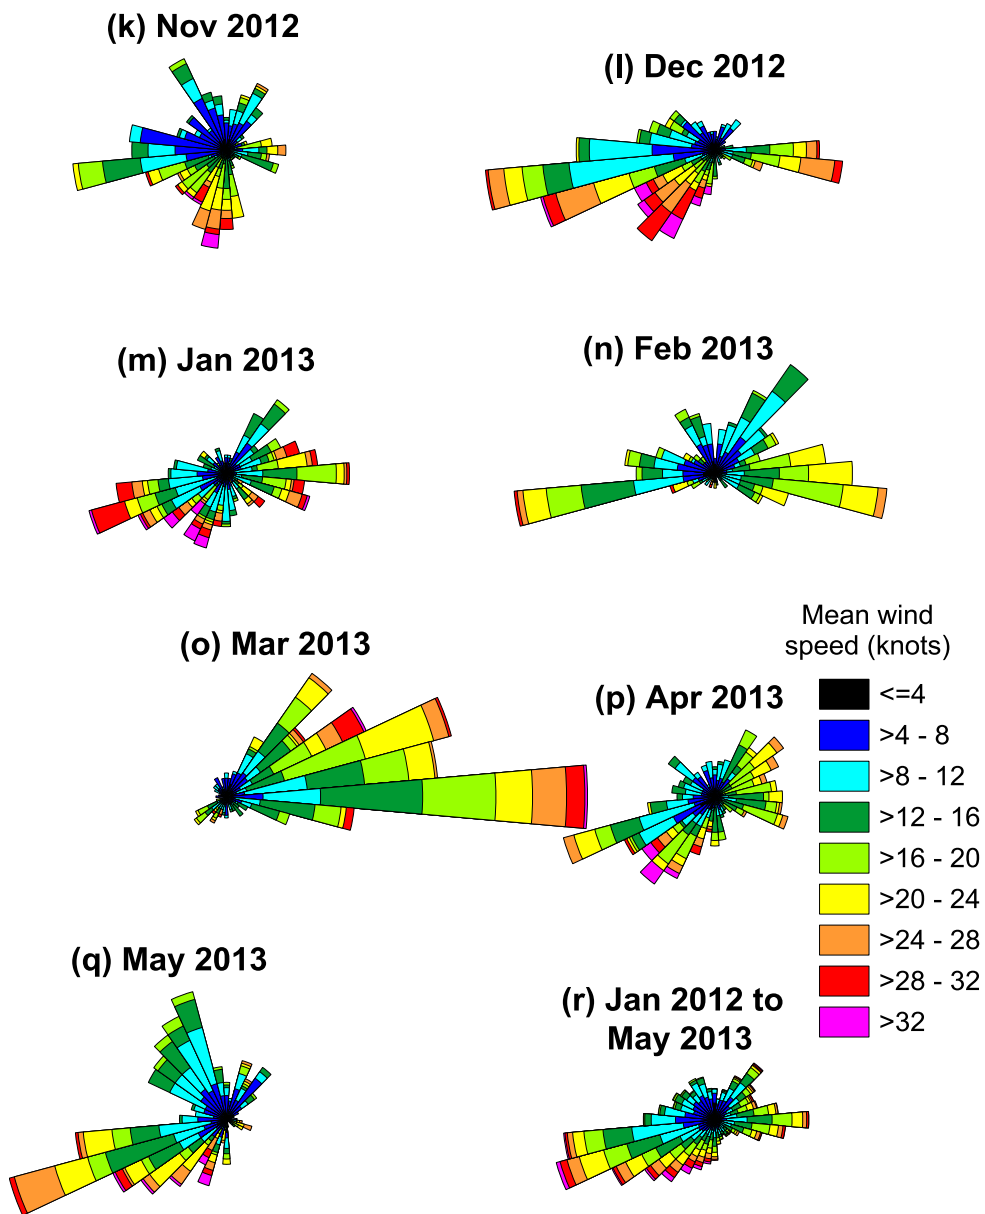 (k) Nov 2012
(l) Dec 2012
(m) Jan 2013
(n) Feb 2013
(o) Mar 2013
(p) Apr 2013
Mean wind
speed (knots)
<=4
>4 - 8
>8 - 12
>12 - 16
>16 - 20
>20 - 24
>24 - 28
>28 - 32
>32
(q) May 2013
(r) Jan 2012 to
May 2013